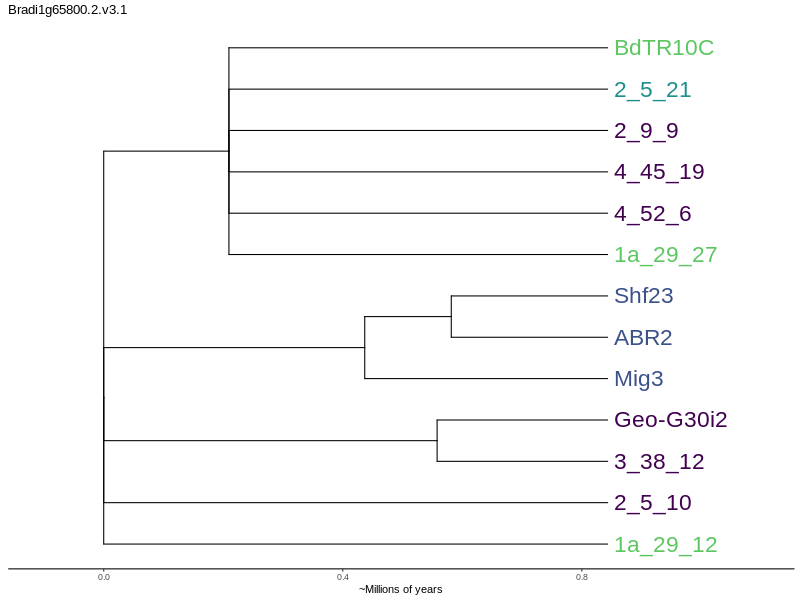 Bradi1g65800.2.v3.1
BdTR10C
2_5_21
2_9_9
4_45_19
4_52_6
1a_29_27
Shf23
ABR2
Mig3
Geo-G30i2
3_38_12
2_5_10
1a_29_12
0.0 0.4 0.8
~Millions of years